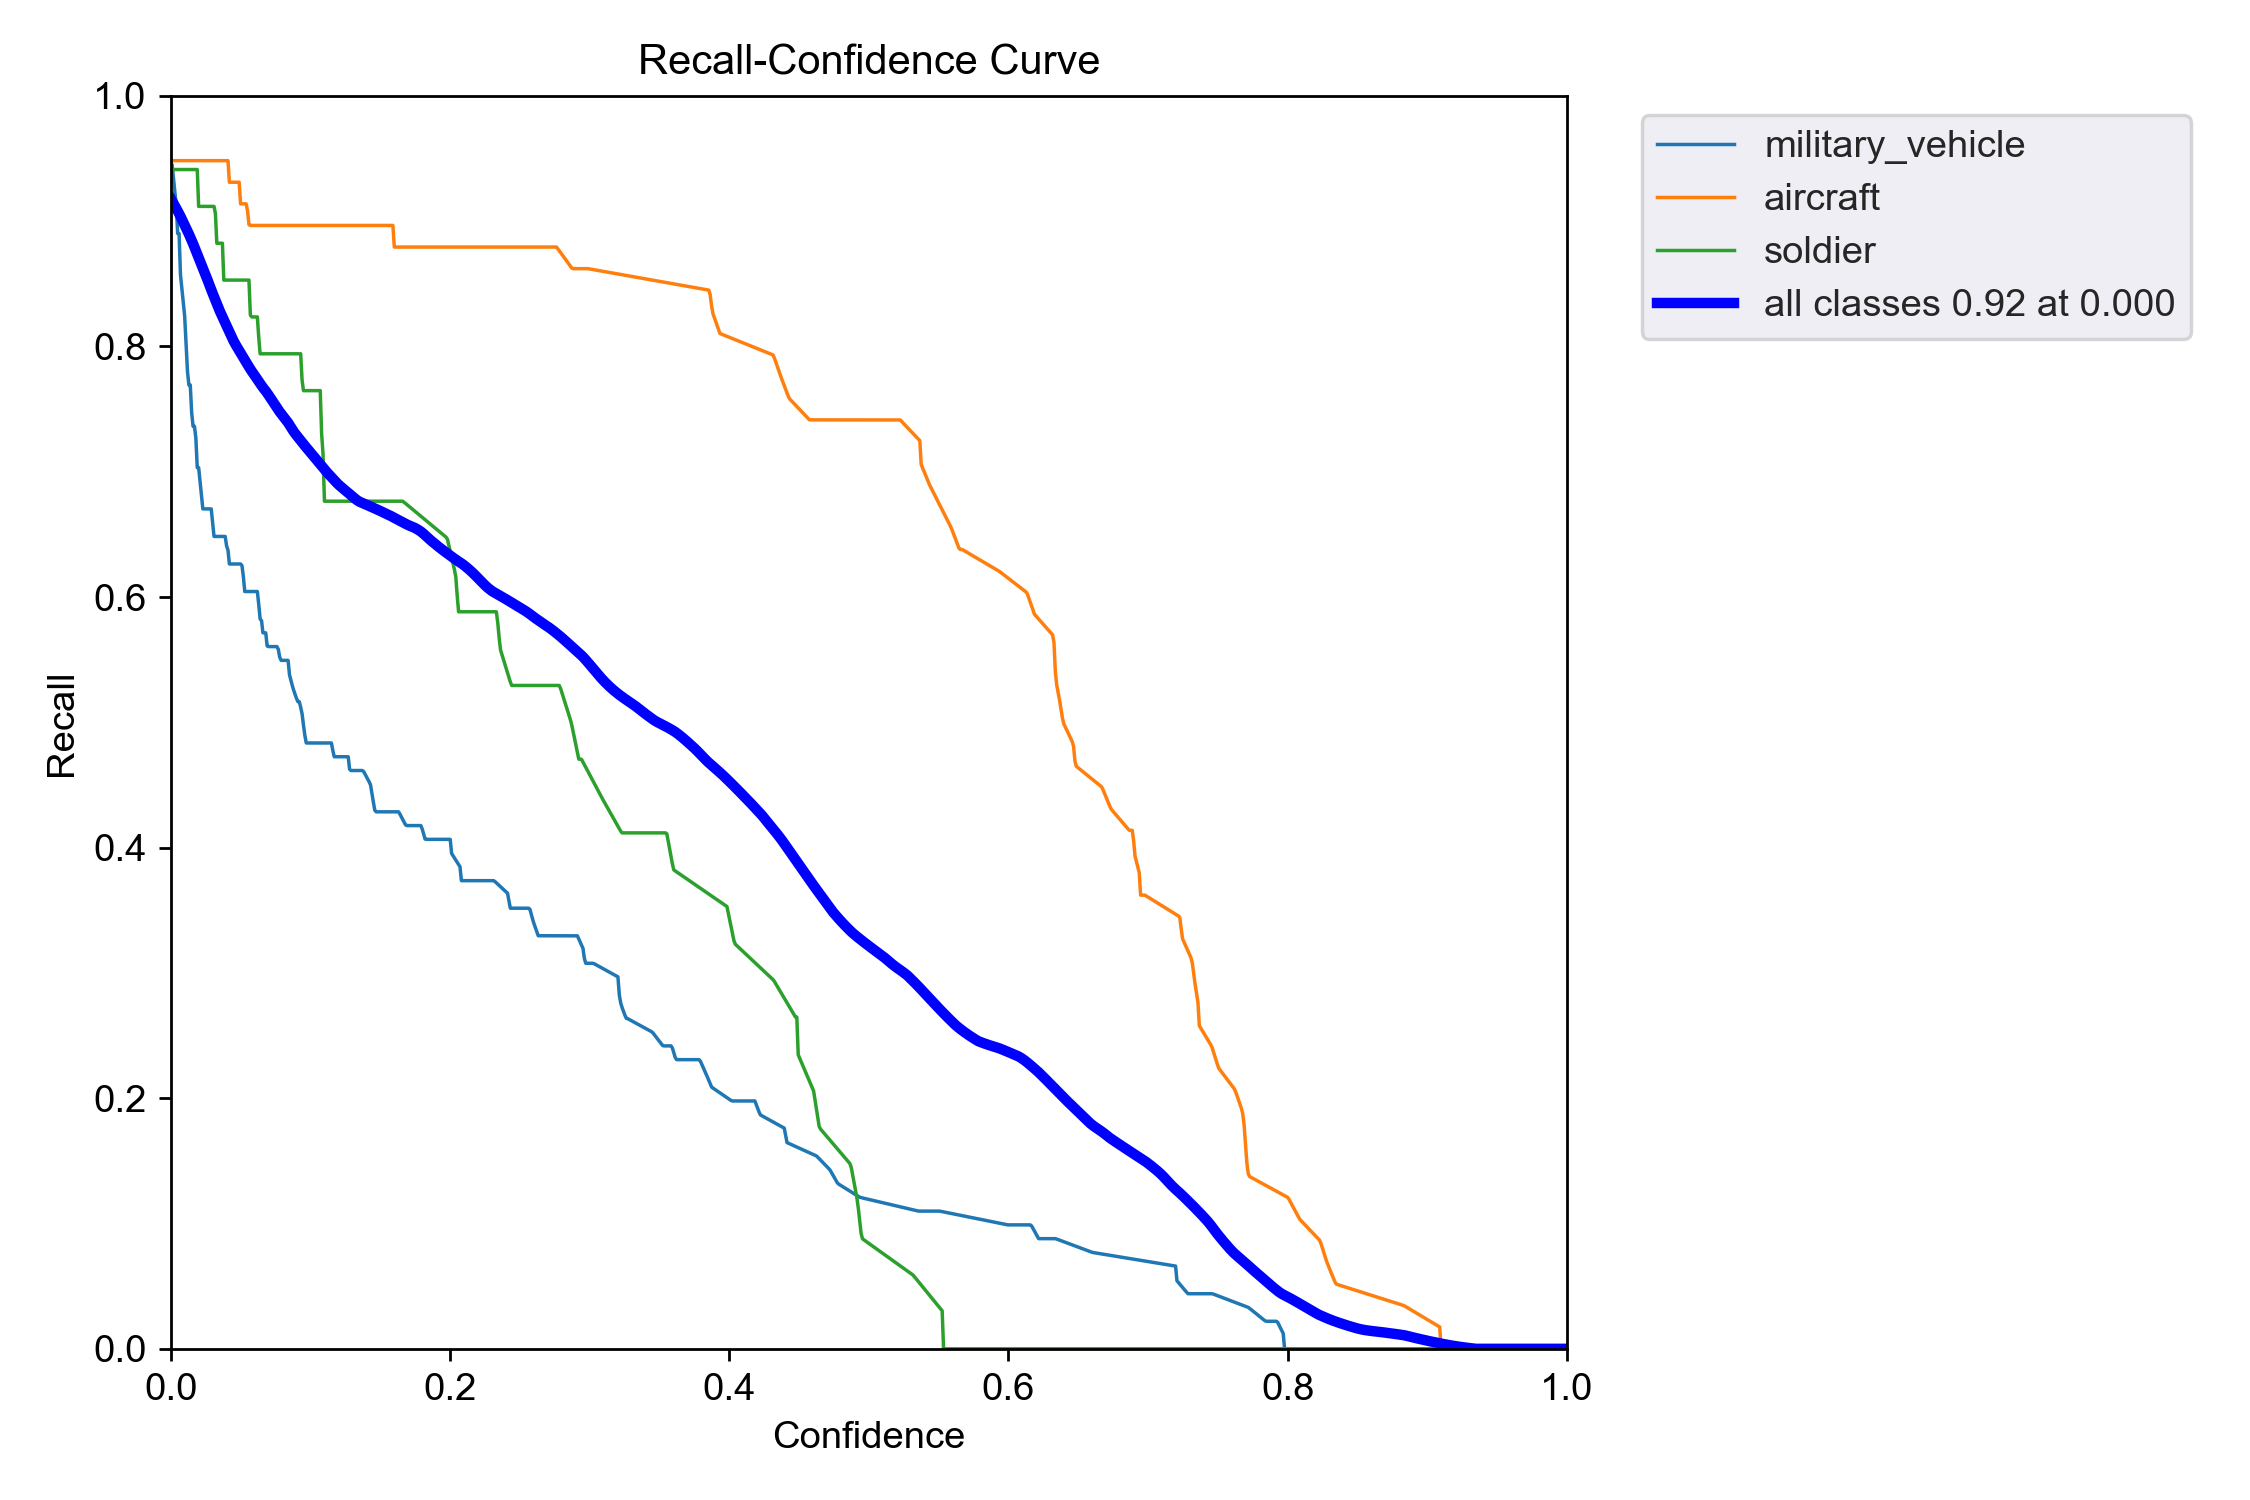 Recall-Confidence Curve
1.0
0.8
0.6
0.4
0.2
0.0
Recall
0.0 0.2 0.4 0.6 0.8 1.0
Confidence
military_vehicle
aircraft
soldier
all classes 0.92 at 0.000